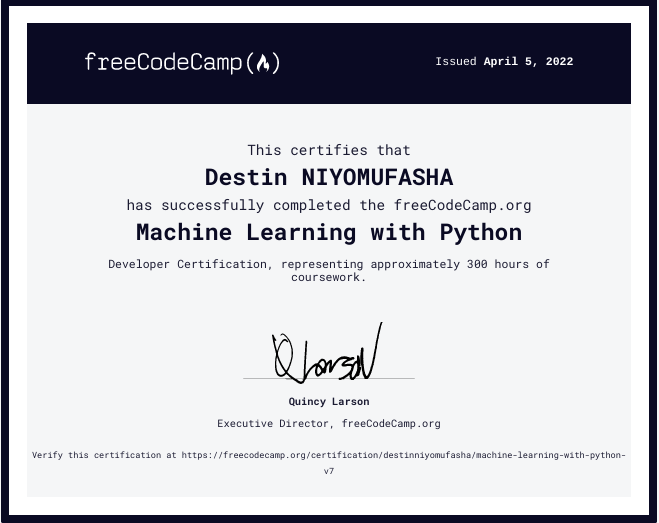 freeCodeCamp(🔥)
Issued April 5, 2022
This certifies that
Destin NIYOMUFASHA
has successfully completed the freeCodeCamp.org
Machine Learning with Python
Developer Certification, representing approximately 300 hours of
coursework.
Q Larson
Quincy Larson
Executive Director, freeCodeCamp.org
Verify this certification at https://freecodecamp.org/certification/destinniyomufasha/machine-learning-with-python-
v7